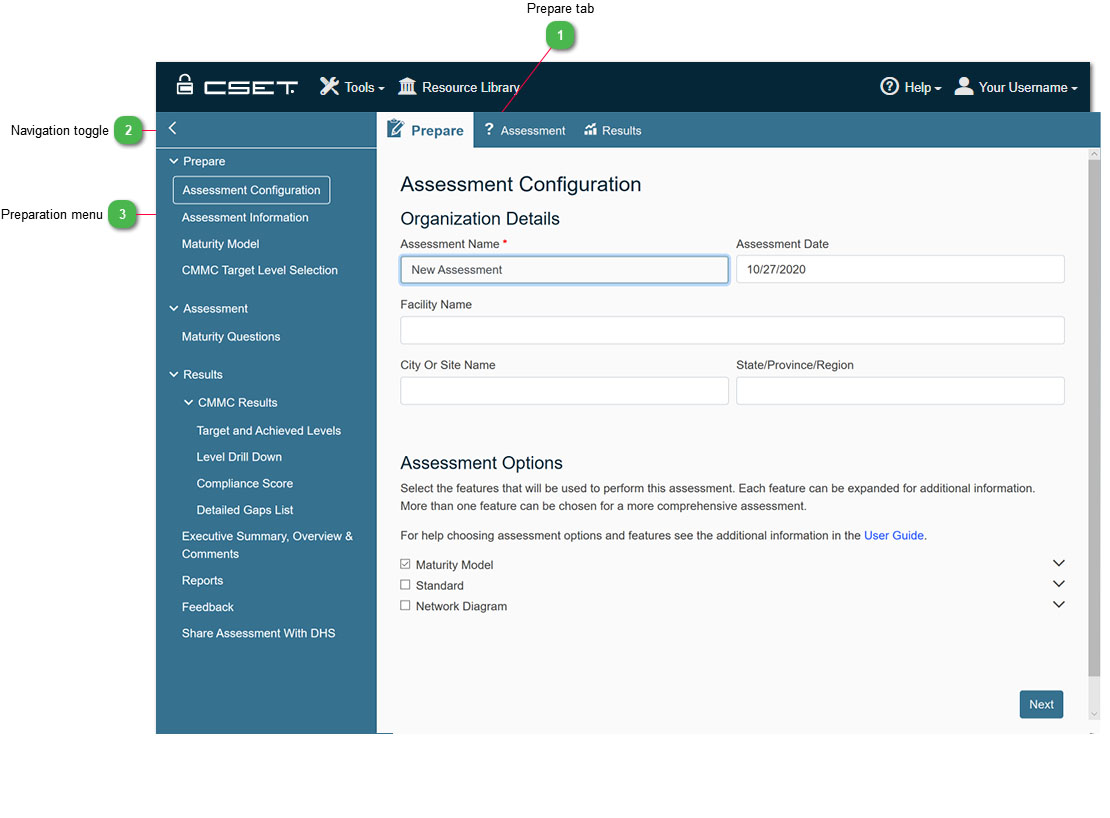 Prepare tab
1
CSET
Tools
Resource Library
Help
Your Username
Navigation toggle
2
Prepare
? Assessment
Results
Prepare
Assessment Configuration
Preparation menu
3
Assessment Information
Maturity Model
CMMC Target Level Selection
Assessment
Maturity Questions
Results
CMMC Results
Target and Achieved Levels
Level Drill Down
Compliance Score
Detailed Gaps List
Executive Summary, Overview &
Comments
Reports
Feedback
Share Assessment With DHS
Assessment Configuration
Organization Details
Assessment Name *
Assessment Date
New Assessment
10/27/2020
Facility Name
City Or Site Name
State/Province/Region
Assessment Options
Select the features that will be used to perform this assessment. Each feature can be expanded for additional information.
More than one feature can be chosen for a more comprehensive assessment.
For help choosing assessment options and features see the additional information in the User Guide.
Maturity Model
Standard
Network Diagram
Next